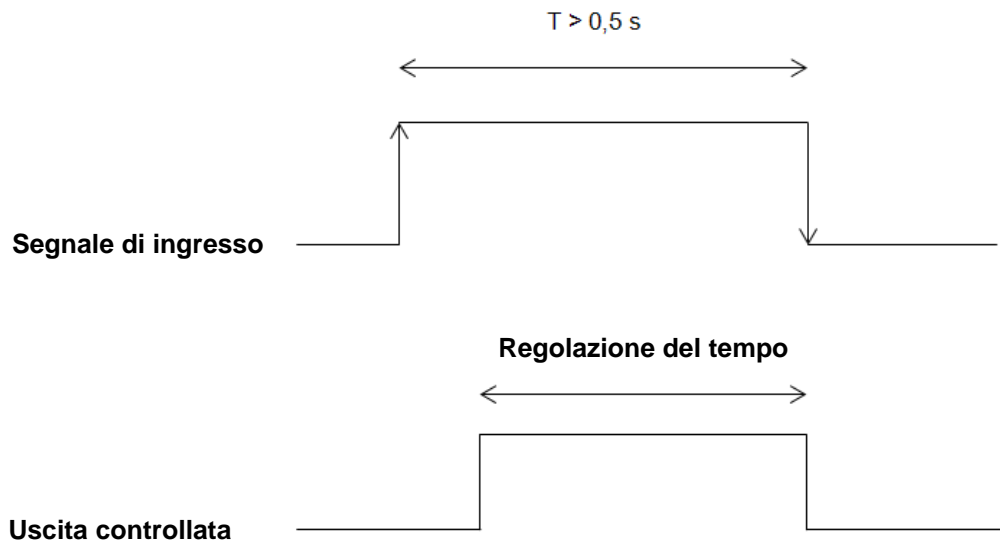 T > 0,5 s
Segnale di ingresso
Regolazione del tempo
Uscita controllata